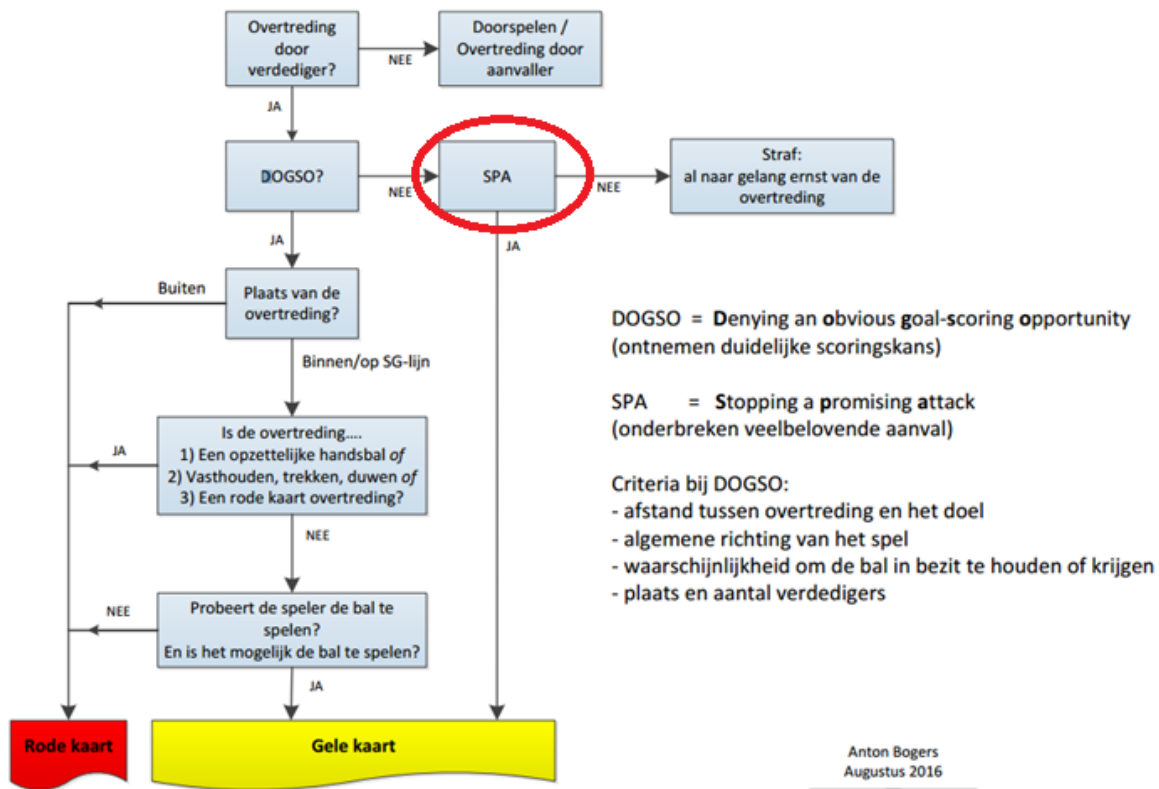 Overtreding
door
verdediger?
NEE
Doorspelen /
Overtreding door
aanvaller
JA
DOGSO?
NEE
SPA
NEE
Straf:
al naar gelang ernst van de
overtreding
JA
JA
Buiten
Plaats van de
overtreding?
Binnen/op SG-lijn
DOGSO = Denying an obvious goal-scoring opportunity
(ontnemen duidelijke scoringskans)
SPA = Stopping a promising attack
(onderbreken veelbelovende aanval)
Criteria bij DOGSO:
- afstand tussen overtreding en het doel
- algemene richting van het spel
- waarschijnlijkheid om de bal in bezit te houden of krijgen
- plaats en aantal verdedigers
Is de overtreding....
1) Een opzettelijke handsbal of
2) Vasthouden, trekken, duwen of
3) Een rode kaart overtreding?
JA
NEE
Probeert de speler de bal te
spelen?
En is het mogelijk de bal te spelen?
NEE
JA
Rode kaart
Gele kaart
Anton Bogers
Augustus 2016